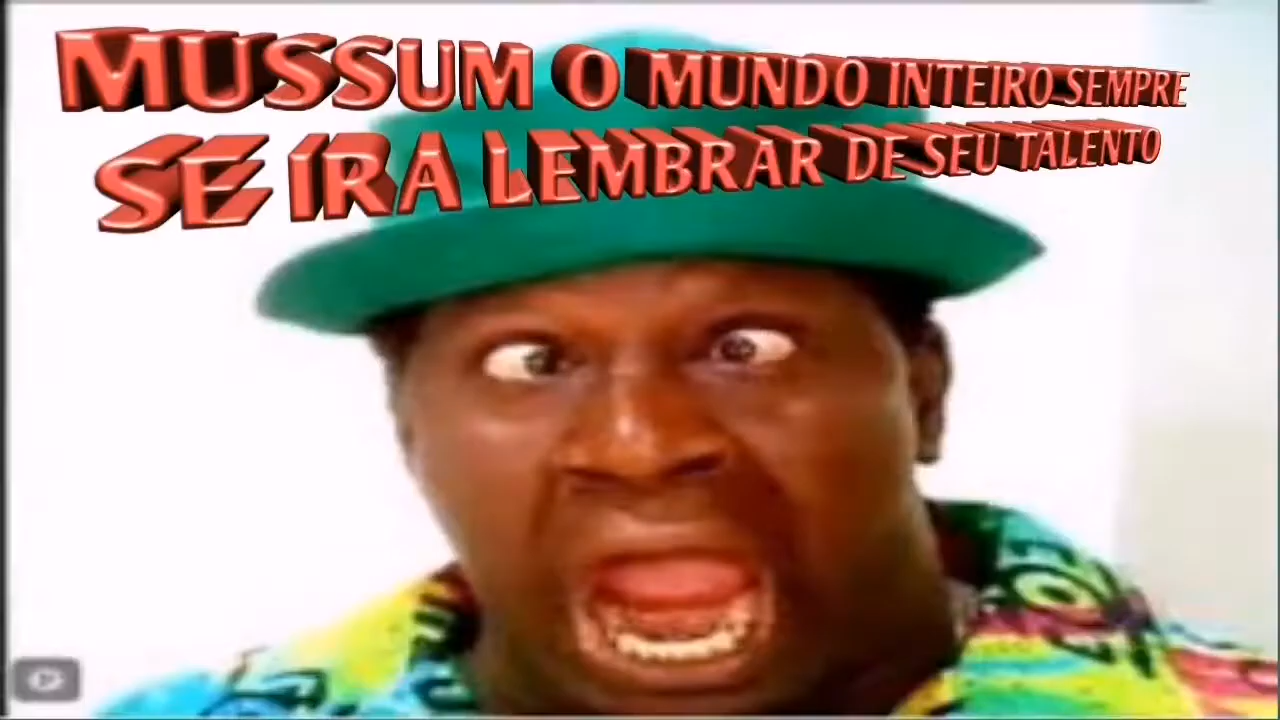 MUSSUM O MUNDO INTEIRO SEMPRE
SE IRA LEMBRAR DE SEU TALENTO